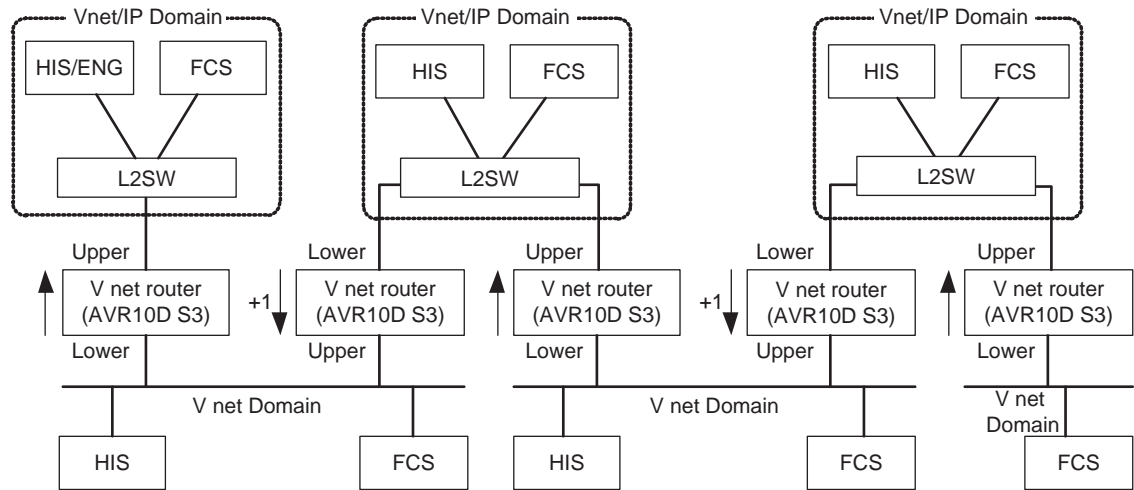 Vnet/IP Domain
Vnet/IP Domain
Vnet/IP Domain
HIS/ENG
FCS
HIS
FCS
HIS
FCS
L2SW
L2SW
L2SW
Upper
Lower
Upper
Lower
Upper
V net router
(AVR10D S3)
+1
V net router
(AVR10D S3)
V net router
(AVR10D S3)
+1
V net router
(AVR10D S3)
V net router
(AVR10D S3)
Lower
Upper
Lower
Upper
Lower
V net Domain
V net Domain
V net
Domain
HIS
FCS
HIS
FCS
FCS